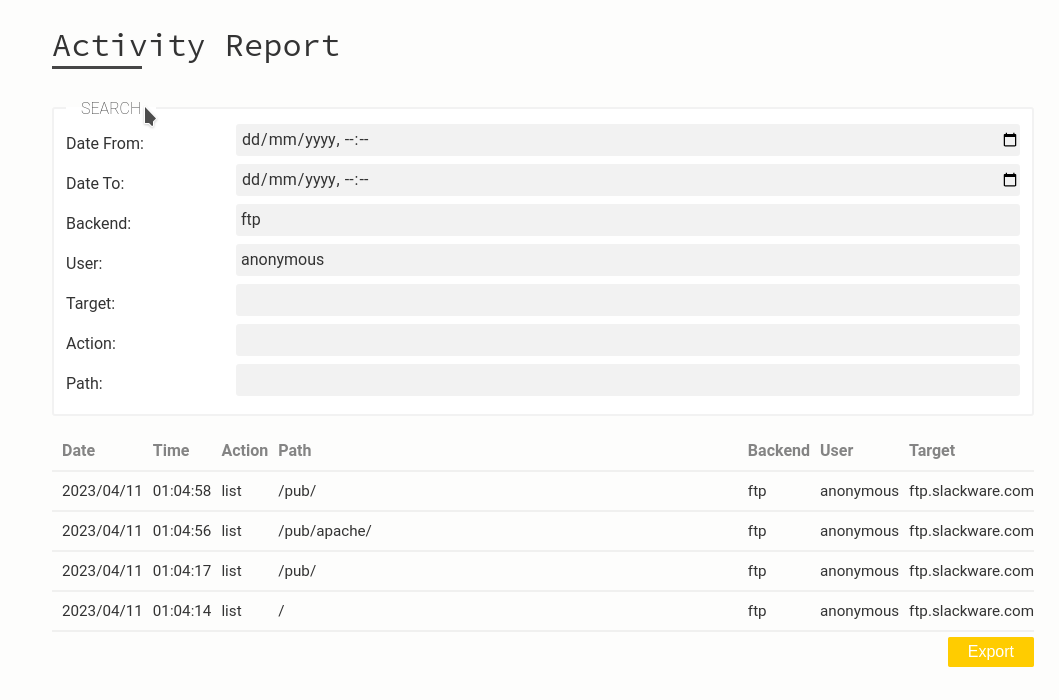 Activity Report
SEARCH
Date From: dd/mm/yyyy, --:--
Date To: dd/mm/yyyy, --:--
Backend: ftp
User: anonymous
Target:
Action:
Path:
Date Time Action Path Backend User Target
2023/04/11 01:04:58 list /pub/ ftp anonymous ftp.slackware.com
2023/04/11 01:04:56 list /pub/apache/ ftp anonymous ftp.slackware.com
2023/04/11 01:04:17 list /pub/ ftp anonymous ftp.slackware.com
2023/04/11 01:04:14 list / ftp anonymous ftp.slackware.com
Export